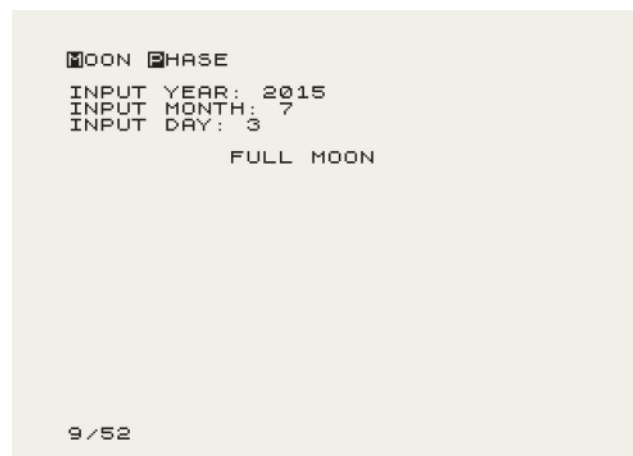 MOON PHASE
INPUT YEAR: 2015
INPUT MONTH: 7
INPUT DAY: 3
FULL MOON
9/52